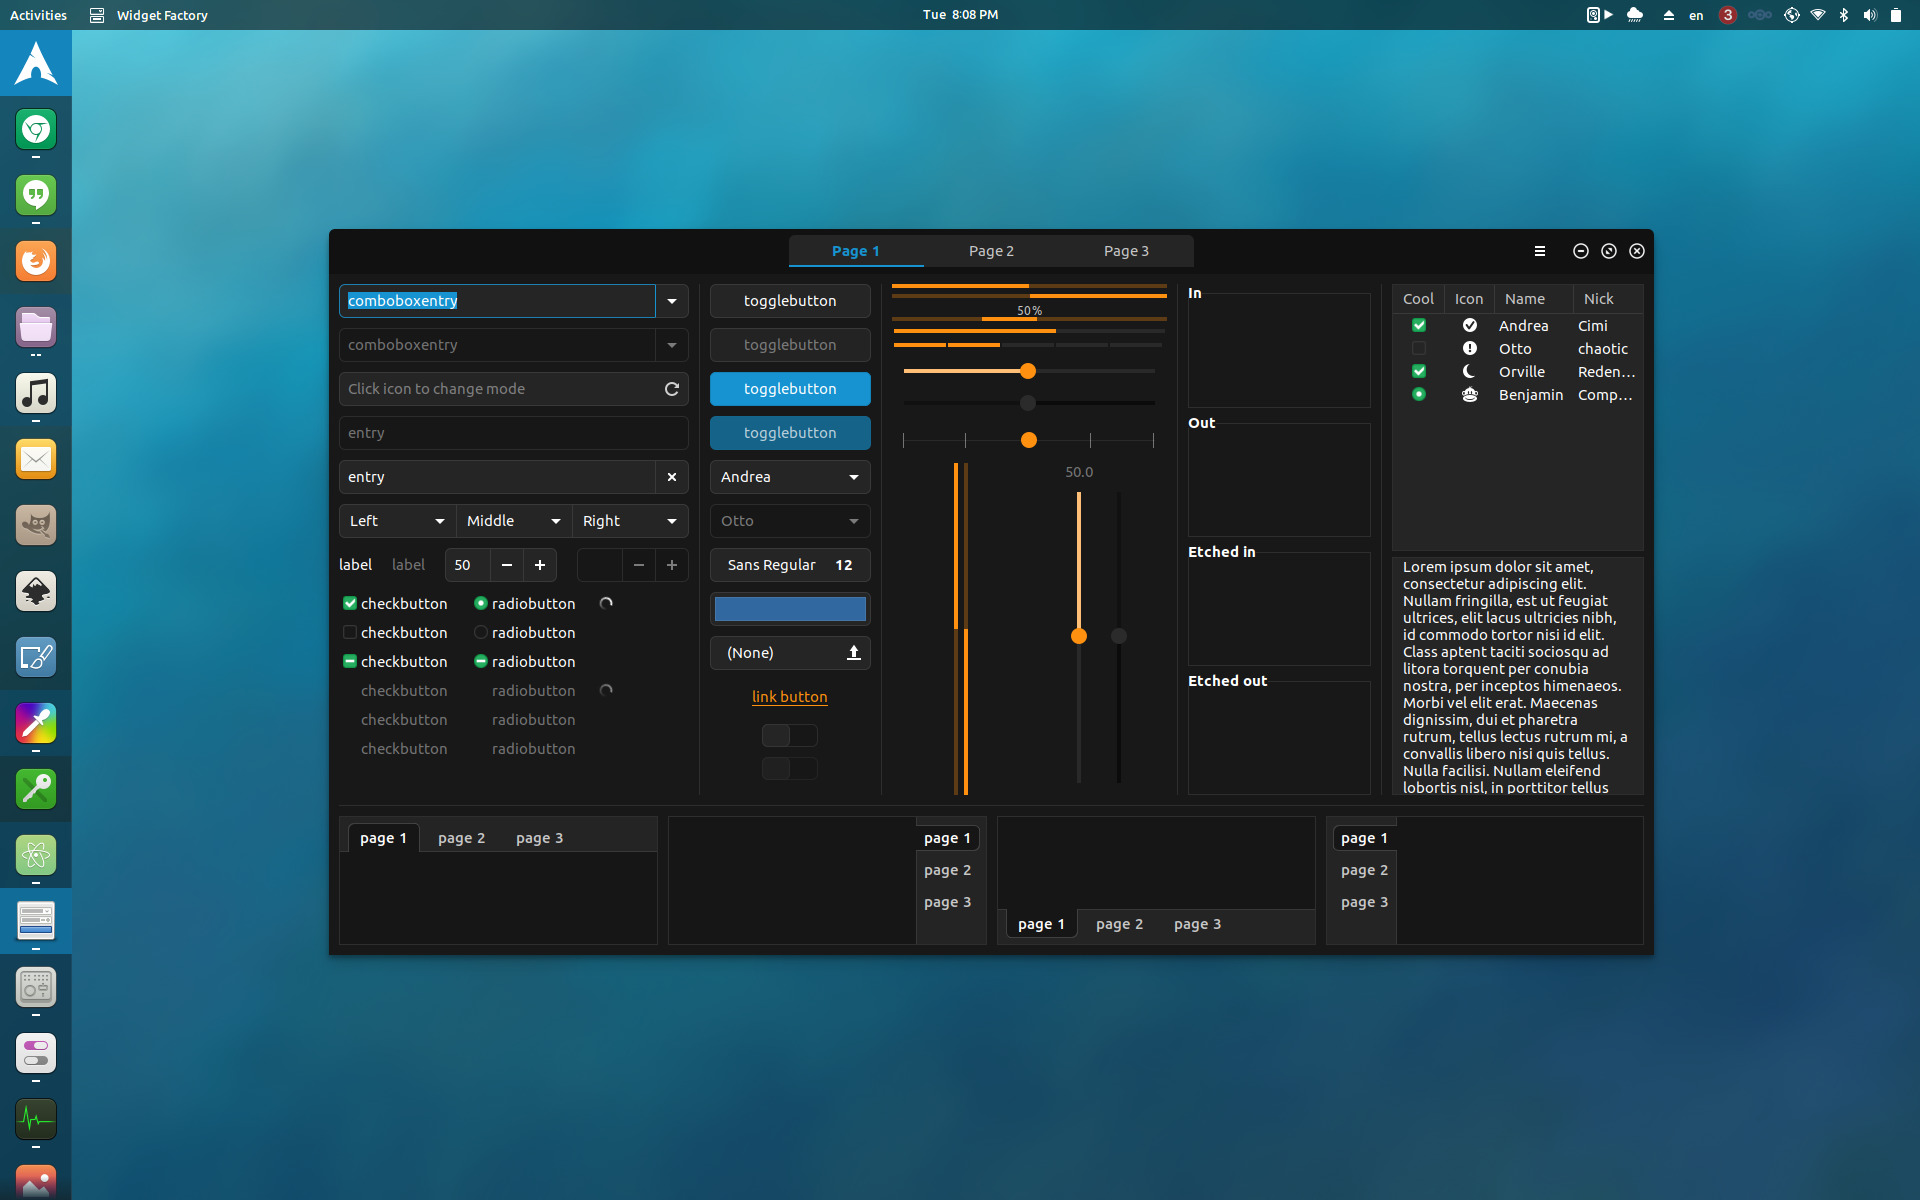 Activities Widget Factory Tue 8:08 PM en 3
Page 1 Page 2 Page 3
comboboxentry
comboboxentry
Click icon to change mode
entry
entry
Left Middle Right
label label 50
checkbutton radiobutton
checkbutton radiobutton
checkbutton radiobutton
checkbutton radiobutton
checkbutton radiobutton
checkbutton radiobutton
togglebutton
togglebutton
togglebutton
togglebutton
Andrea
Otto
Sans Regular 12
(None)
link button
50%
50.0
In
Out
Etched in
Etched out
Cool Icon Name Nick
Andrea Cimi
Otto chaotic
Orville Reden...
Benjamin Comp...
Lorem ipsum dolor sit amet,
consectetur adipiscing elit.
Nullam fringilla, est ut feugiat
ultrices, elit lacus ultricies nibh,
id commodo tortor nisi id elit.
Class aptent taciti sociosqu ad
litora torquent per conubia
nostra, per inceptos himenaeos.
Morbi vel elit erat. Maecenas
dignissim, dui et pharetra
rutrum, tellus lectus rutrum mi, a
convallis libero nisi quis tellus.
Nulla facilisi. Nullam eleifend
lobortis nisl, in porttitor tellus
page 1 page 2 page 3
page 1
page 2
page 3
page 1 page 2 page 3
page 1
page 2
page 3